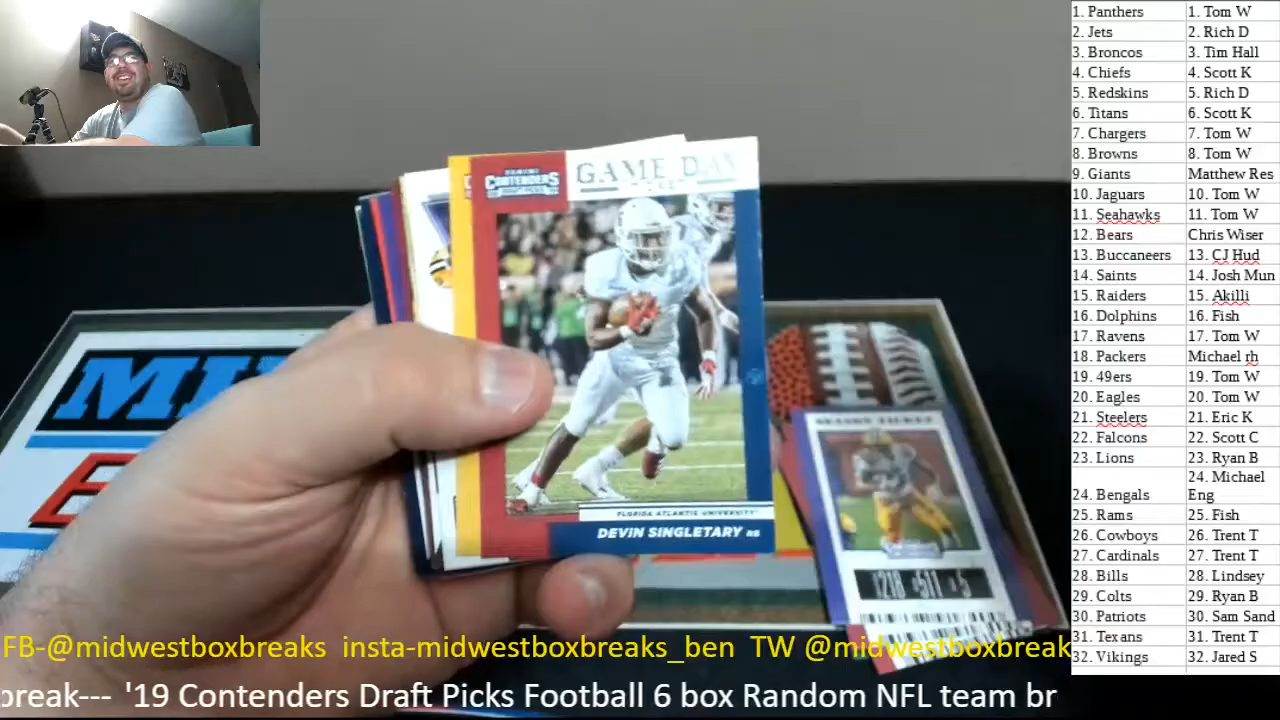 1. Panthers 1. Tom W
2. Jets 2. Rich D
3. Broncos 3. Tim Hall
4. Chiefs 4. Scott K
5. Redskins 5. Rich D
6. Titans 6. Scott K
7. Chargers 7. Tom W
8. Browns 8. Tom W
9. Giants Matthew Res
10. Jaguars 10. Tom W
11. Seahawks 11. Tom W
12. Bears Chris Wiser
13. Buccaneers 13. CJ Hud
14. Saints 14. Josh Mun
15. Raiders 15. Akilli
16. Dolphins 16. Fish
17. Ravens 17. Tom W
18. Packers Michael rh
19. 49ers 19. Tom W
20. Eagles 20. Tom W
21. Steelers 21. Eric K
22. Falcons 22. Scott C
23. Lions 23. Ryan B
24. Bengals 24. Michael Eng
25. Rams 25. Fish
26. Cowboys 26. Trent T
27. Cardinals 27. Trent T
28. Bills 28. Lindsey
29. Colts 29. Ryan B
30. Patriots 30. Sam Sand
31. Texans 31. Trent T
32. Vikings 32. Jared S
PANINI
CONTENDERS
DRAFT PICKS
GAME DAY
FLORIDA ATLANTIC UNIVERSITY
DEVIN SINGLETARY RB
SEASON TICKET
FB-@midwestboxbreaks insta-midwestboxbreaks_ben TW @midwestboxbreak
break--- '19 Contenders Draft Picks Football 6 box Random NFL team br